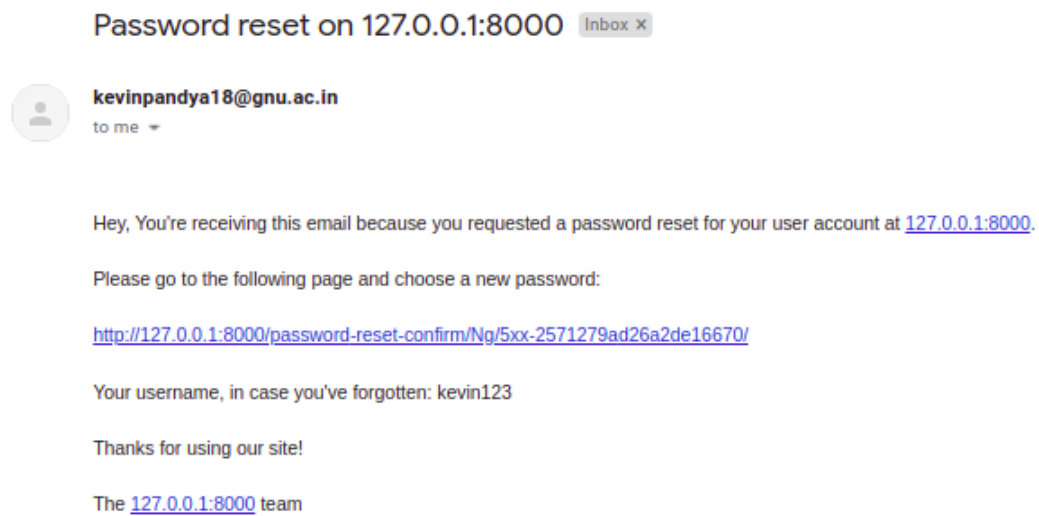 Password reset on 127.0.0.1:8000 Inbox ×
kevinpandya18@gnu.ac.in
to me
Hey, You're receiving this email because you requested a password reset for your user account at 127.0.0.1:8000.
Please go to the following page and choose a new password:
http://127.0.0.1:8000/password-reset-confirm/Ng/5xx-2571279ad26a2de16670/
Your username, in case you've forgotten: kevin123
Thanks for using our site!
The 127.0.0.1:8000 team